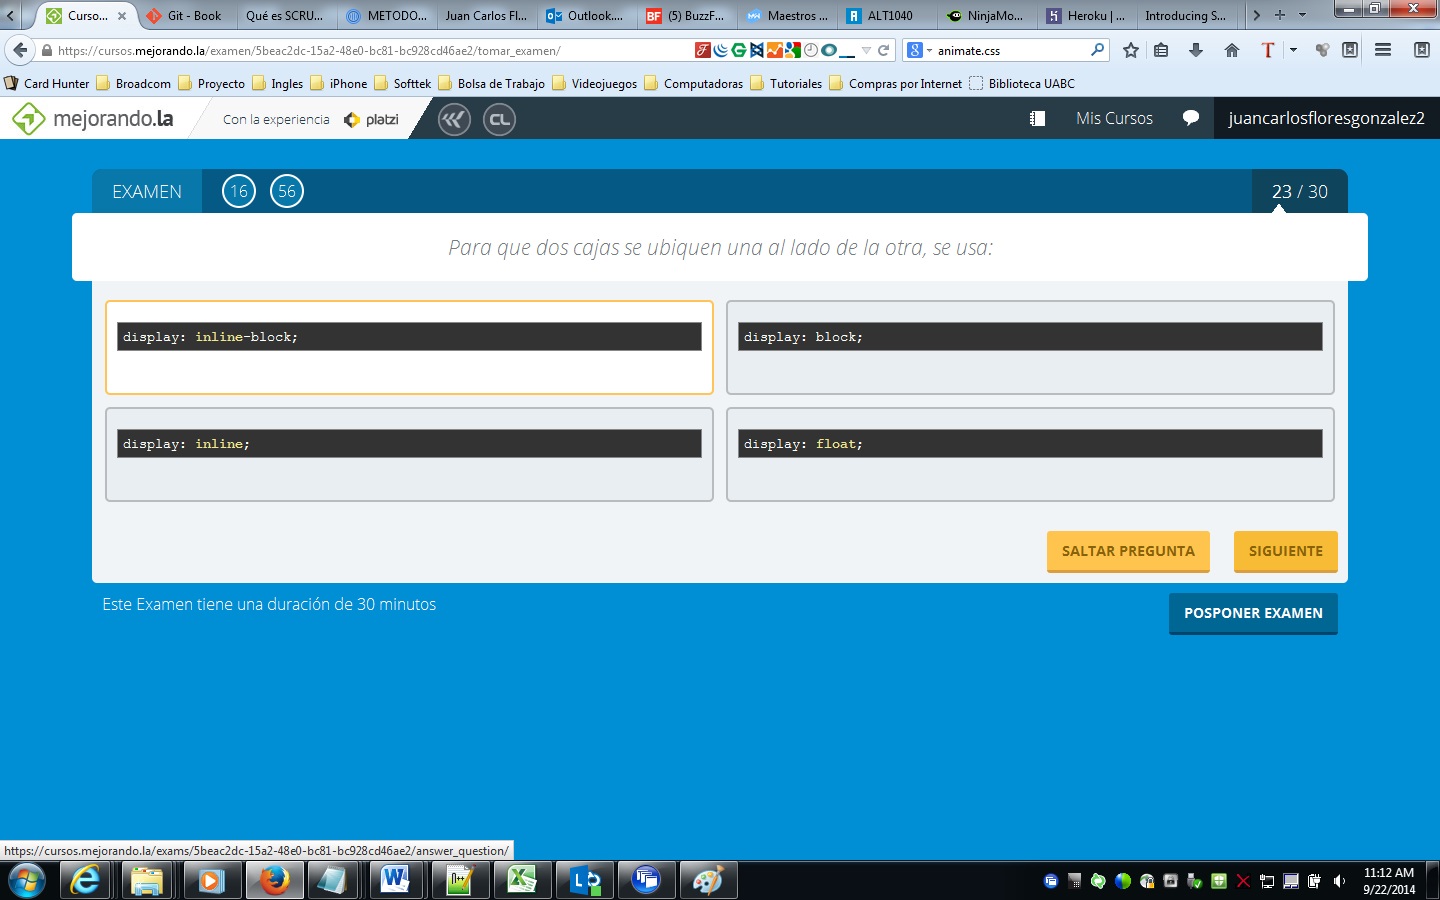 Curso...
Git - Book
Qué es SCRU...
METODO...
Juan Carlos Fl...
Outlook....
(5) BuzzF...
Maestros ...
ALT1040
NinjaMo...
Heroku | ...
Introducing S...
https://cursos.mejorando.la/examen/5beac2dc-15a2-48e0-bc81-bc928cd46ae2/tomar_examen/
animate.css
Card Hunter
Broadcom
Proyecto
Ingles
iPhone
Softtek
Bolsa de Trabajo
Videojuegos
Computadoras
Tutoriales
Compras por Internet
Biblioteca UABC
mejorando.la
Con la experiencia
platzi
CL
Mis Cursos
juancarlosfloresgonzalez2
EXAMEN
16
56
23 / 30
Para que dos cajas se ubiquen una al lado de la otra, se usa:
display: inline-block;
display: block;
display: inline;
display: float;
SALTAR PREGUNTA
SIGUIENTE
Este Examen tiene una duración de 30 minutos
POSPONER EXAMEN
https://cursos.mejorando.la/exams/5beac2dc-15a2-48e0-bc81-bc928cd46ae2/answer_question/
11:12 AM
9/22/2014